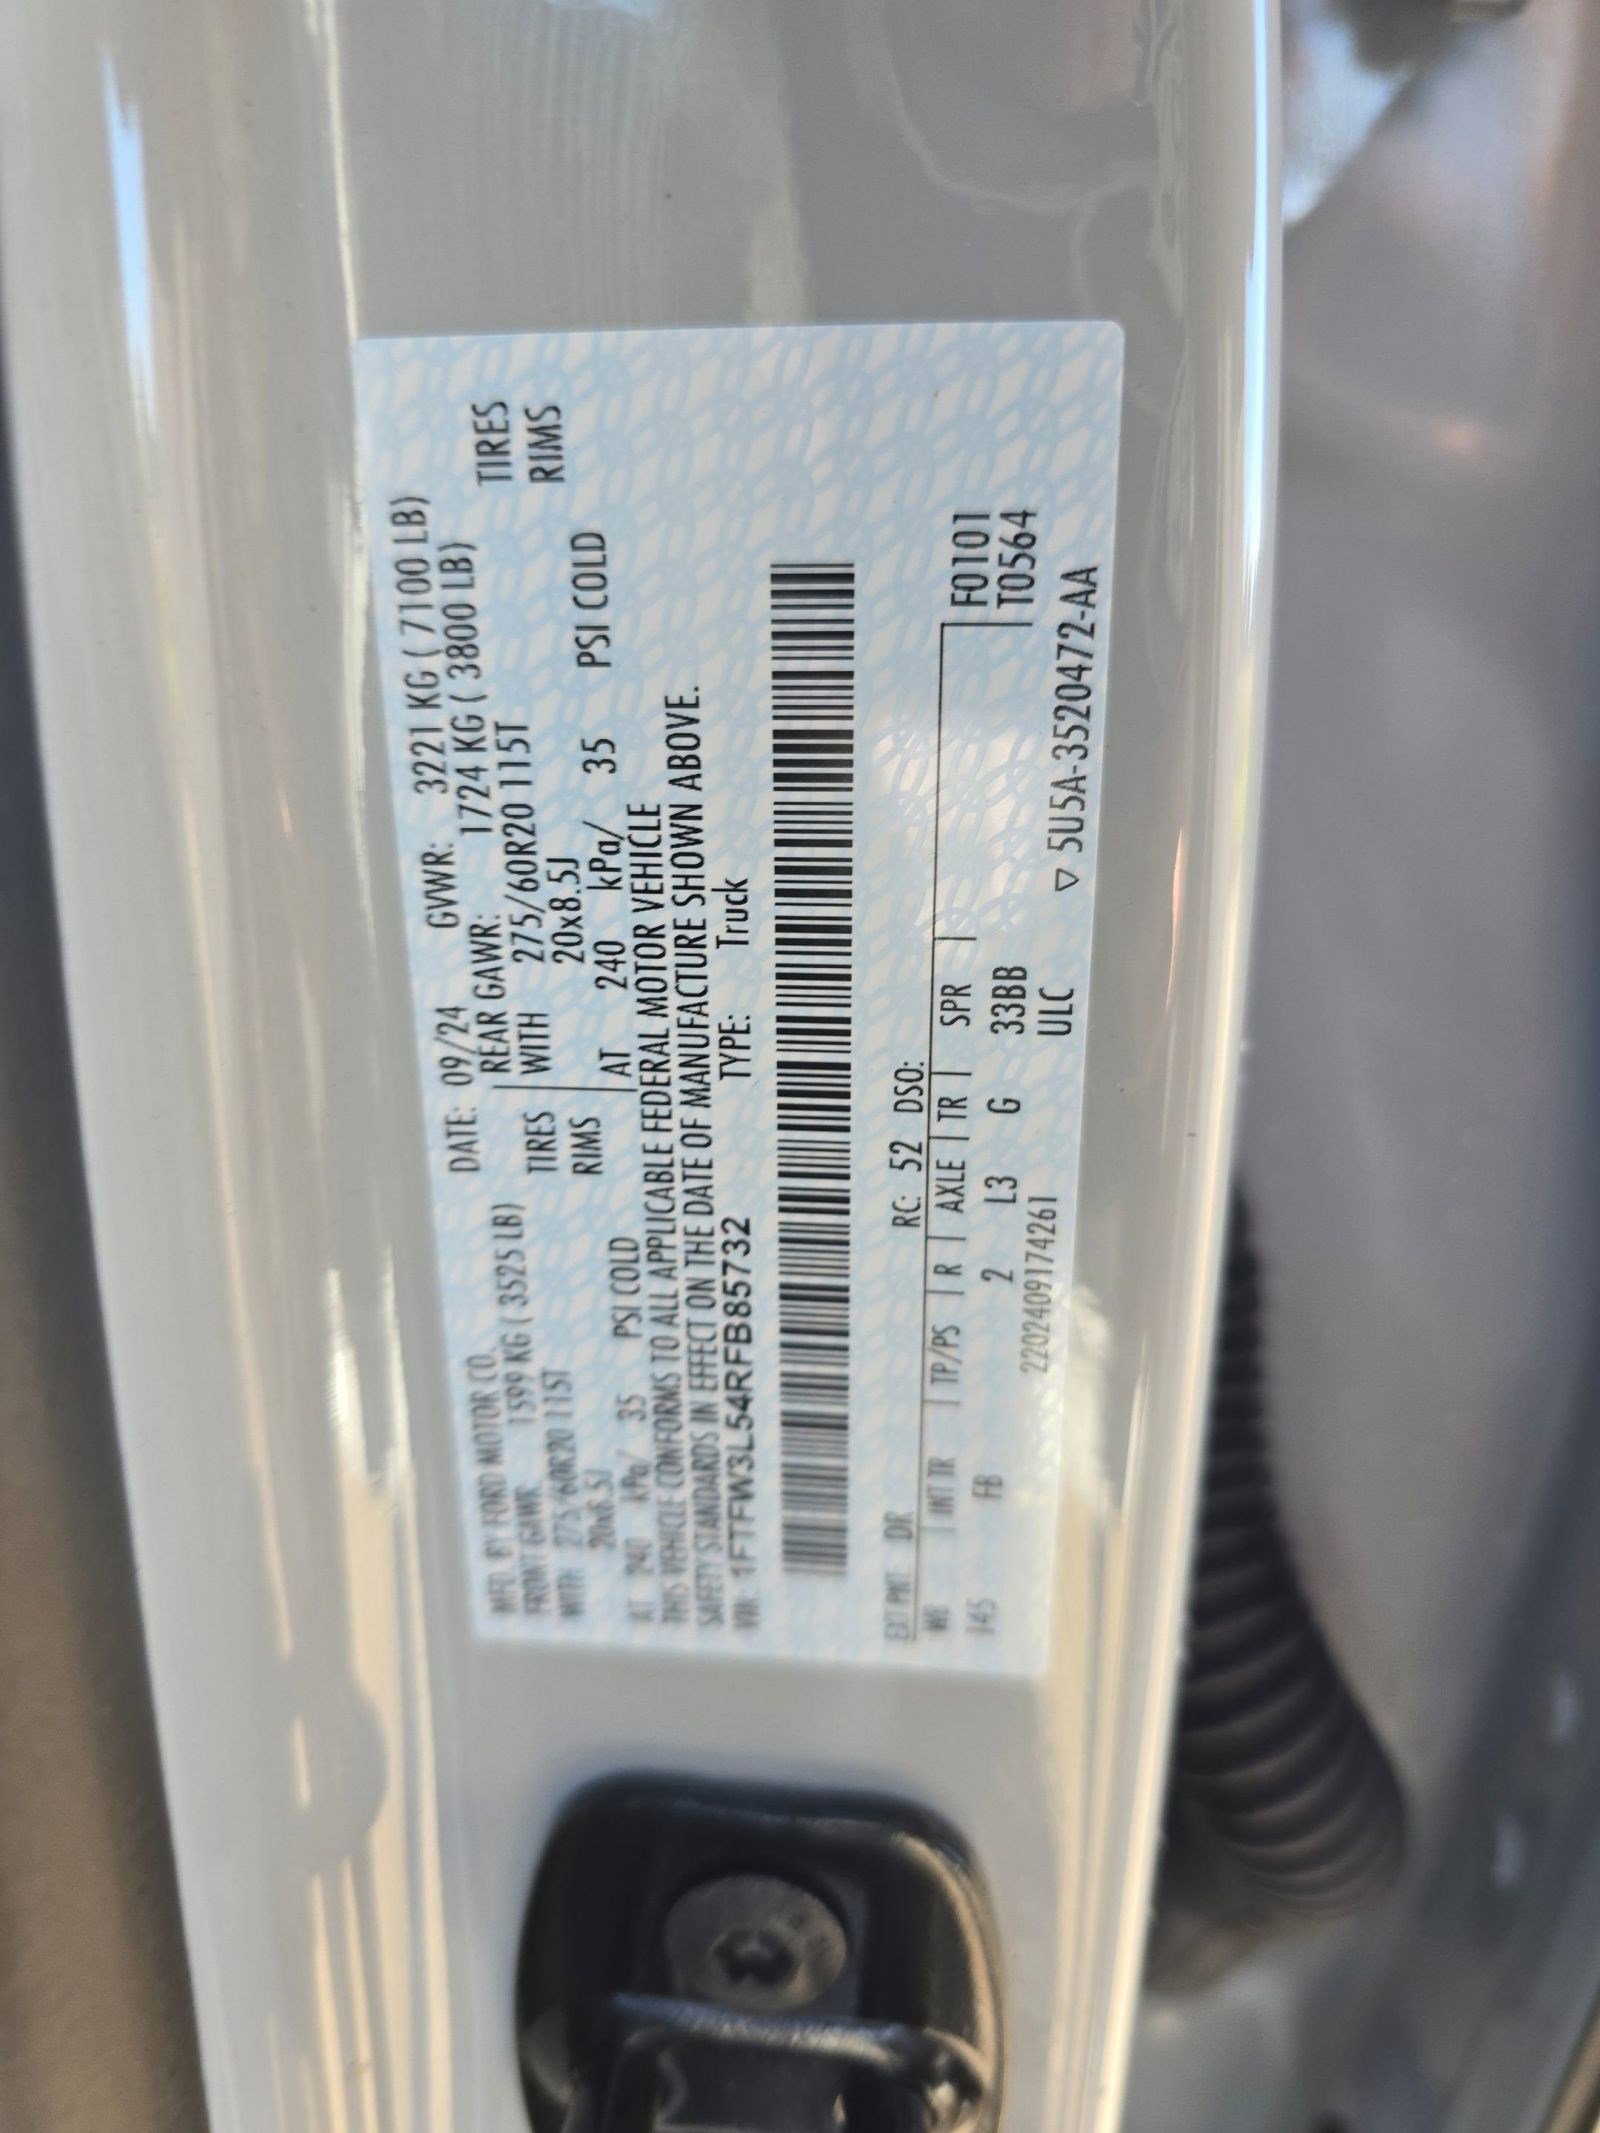 MFD. BY FORD MOTOR CO. DATE: 09/24 GVWR: 3221 KG ( 7100 LB)
FRONT GAWR: 1599 KG ( 3525 LB) REAR GAWR: 1724 KG ( 3800 LB)
WITH 275/60R20 115T TIRES WITH 275/60R20 115T TIRES
20x8.5J RIMS 20x8.5J RIMS
AT 240 kPa/ 35 PSI COLD AT 240 kPa/ 35 PSI COLD
THIS VEHICLE CONFORMS TO ALL APPLICABLE FEDERAL MOTOR VEHICLE
SAFETY STANDARDS IN EFFECT ON THE DATE OF MANUFACTURE SHOWN ABOVE.
VIN: 1FTFW3L54RFB85732 TYPE: Truck
EXT PNT: DR RC: 52 DSO:
WB INT TR TP/PS R AXLE TR SPR F0101
145 FB 2 L3 G 33BB T0564
2202409174261 ULC ▽ 5U5A-3520472-AA